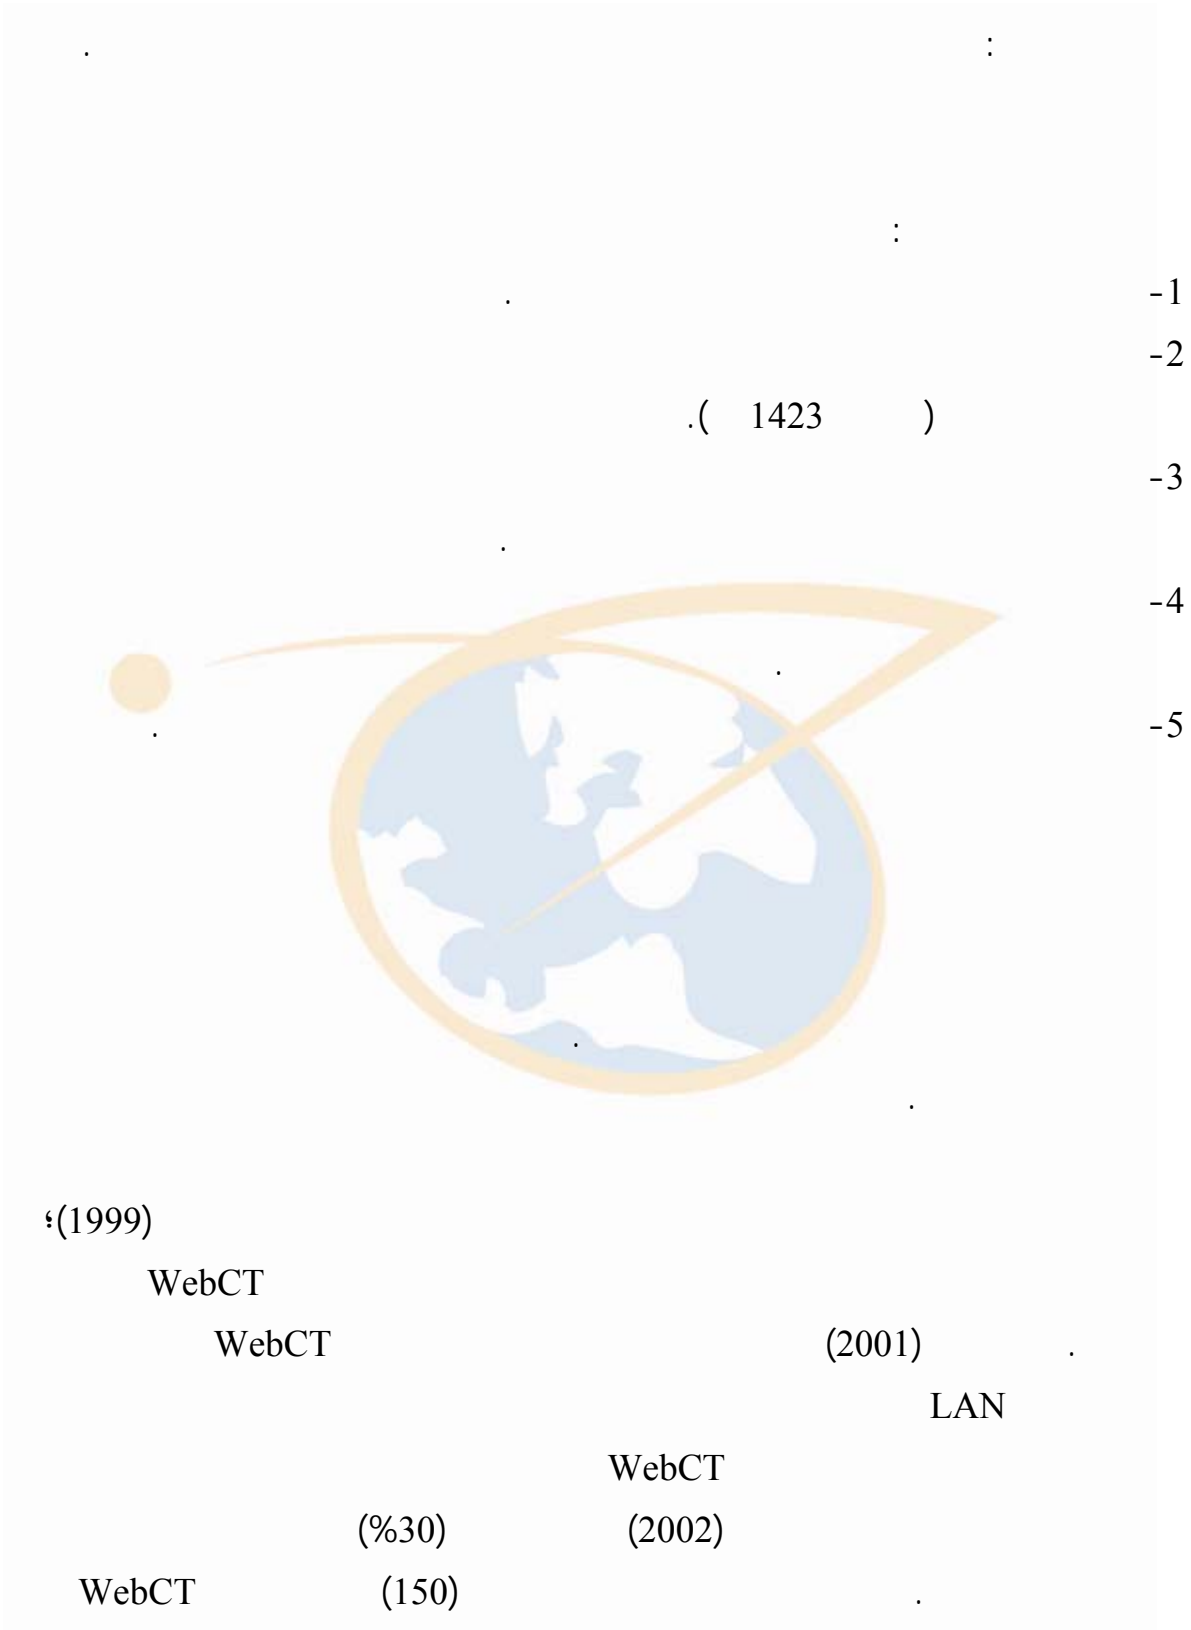 : .
:
-1 .
-2
( 1423 ).
-3
.
-4
.
-5 .
.
.
(1999)؛
WebCT
. (2001) WebCT
LAN
WebCT
(2002) (%30)
. (150) WebCT